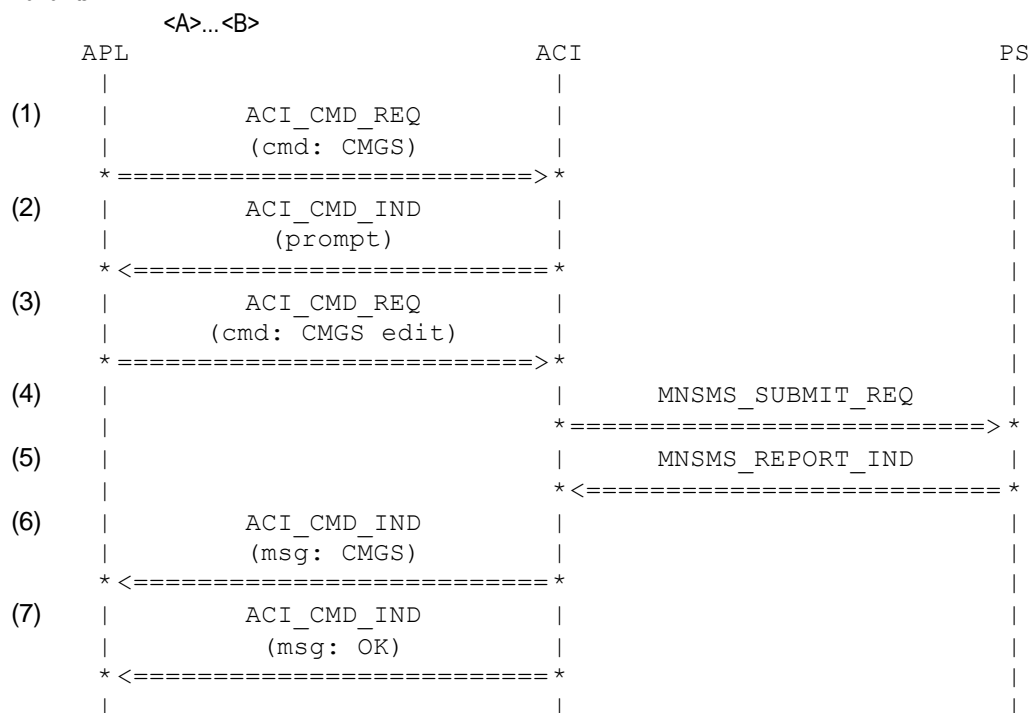 <A>...<B>
APL ACI PS
(1) ACI_CMD_REQ
(cmd: CMGS)
(2) ACI_CMD_IND
(prompt)
(3) ACI_CMD_REQ
(cmd: CMGS edit)
(4) MNSMS_SUBMIT_REQ
(5) MNSMS_REPORT_IND
(6) ACI_CMD_IND
(msg: CMGS)
(7) ACI_CMD_IND
(msg: OK)